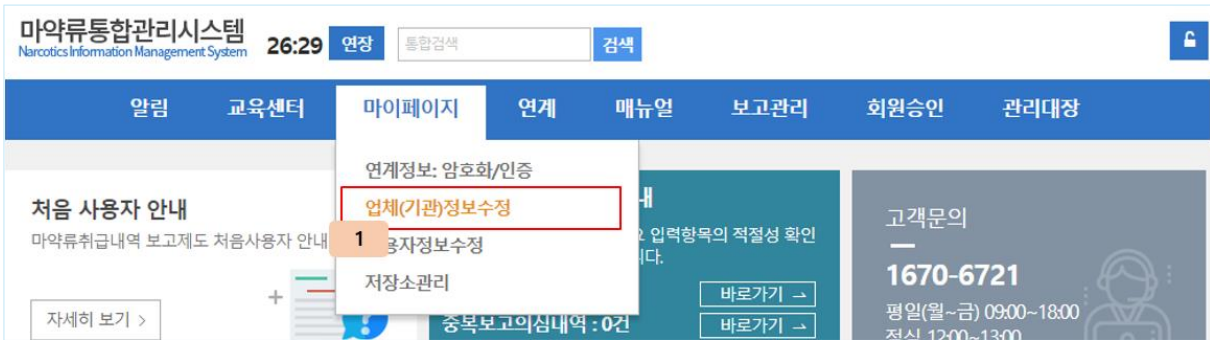 마약류통합관리시스템
Narcotics Information Management System
26:29 연장 통합검색 검색
알림 교육센터 마이페이지 연계 매뉴얼 보고관리 회원승인 관리대장
연계정보: 암호화/인증
업체(기관)정보수정
1
용자정보수정
저장소관리
처음 사용자 안내
마약류취급내역 보고제도 처음사용자 안내
자세히 보기 >
내
입력항목의 적절성 확인
니다.
바로가기
중복보고의심내역 : 0건
바로가기
고객문의
1670-6721
평일(월~금) 09:00~18:00
점심 12:00~13:00